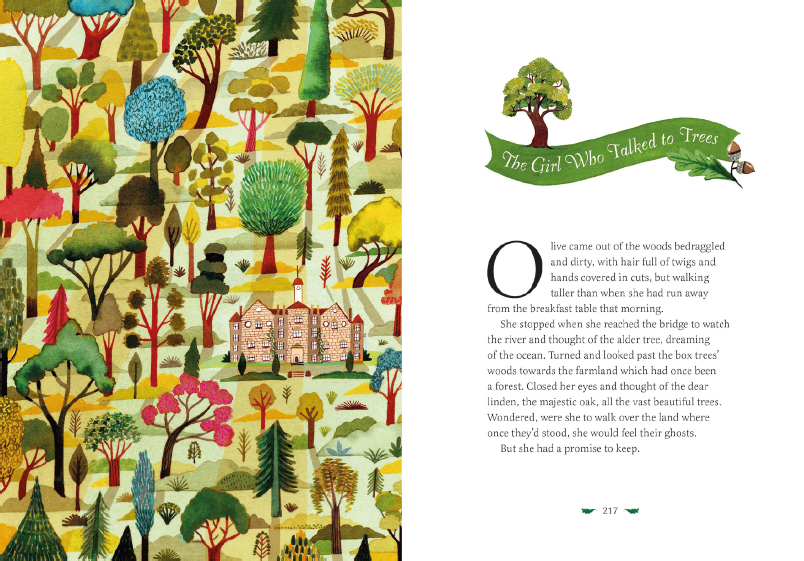 The Girl Who Talked to Trees
Olive came out of the woods bedraggled
and dirty, with hair full of twigs and
hands covered in cuts, but walking
taller than when she had run away
from the breakfast table that morning.
She stopped when she reached the bridge to watch
the river and thought of the alder tree, dreaming
of the ocean. Turned and looked past the box trees’
woods towards the farmland which had once been
a forest. Closed her eyes and thought of the dear
linden, the majestic oak, all the vast beautiful trees.
Wondered, were she to walk over the land where
once they’d stood, she would feel their ghosts.
But she had a promise to keep.
217